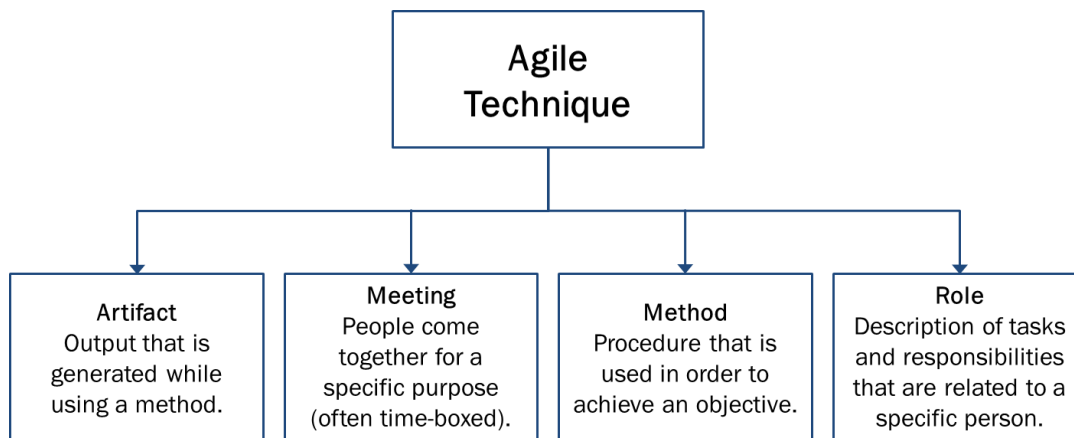 Agile
Technique
Artifact
Output that is
generated while
using a method.
Meeting
People come
together for a
specific purpose
(often time-boxed).
Method
Procedure that is
used in order to
achieve an objective.
Role
Description of tasks
and responsibilities
that are related to a
specific person.